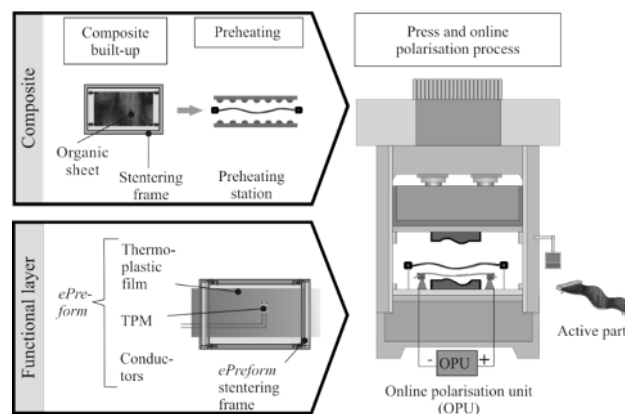 Composite
Composite
built-up
Preheating
Organic
sheet
Stentering
frame
Preheating
station
Functional layer
ePre-
form
Thermo-
plastic
film
TPM
Conduc-
tors
ePreform
stentering
frame
Press and online
polarisation process
- OPU +
Online polarisation unit
(OPU)
Active part